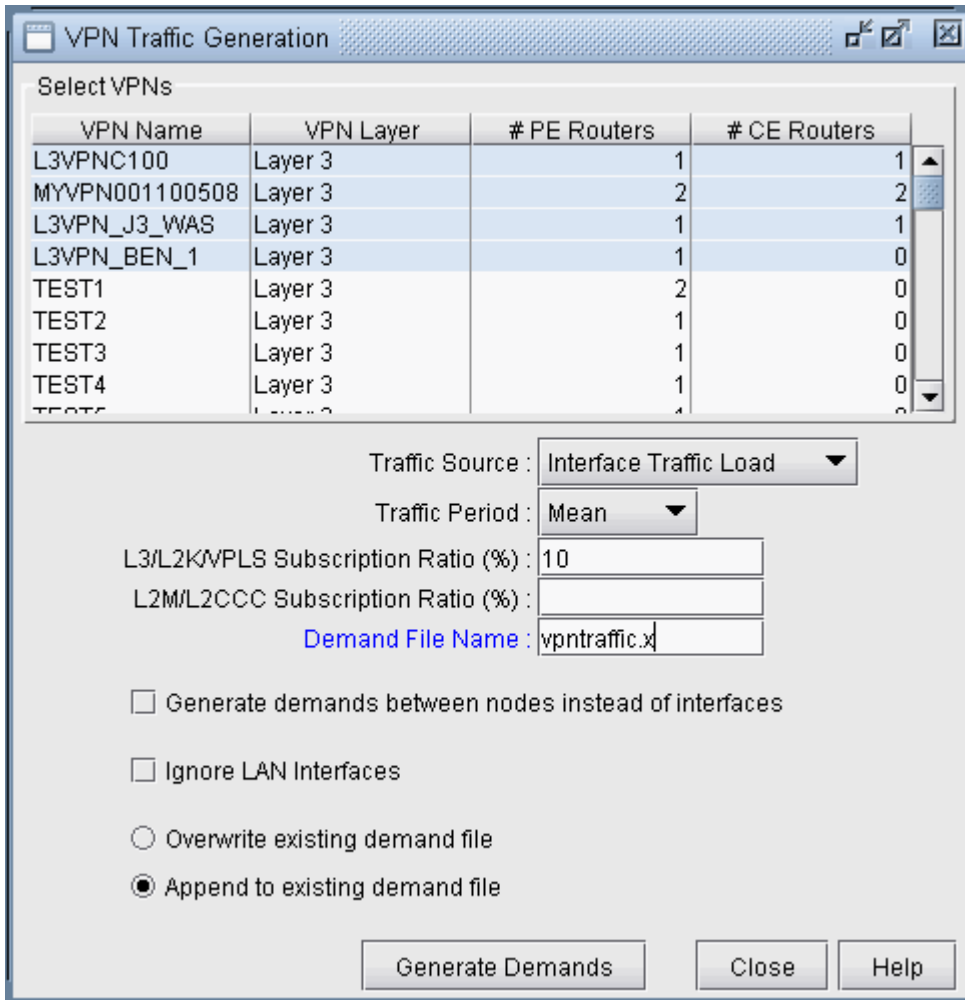 VPN Traffic Generation
Select VPNs
VPN Name VPN Layer # PE Routers # CE Routers
L3VPNC100 Layer 3 1 1
MYVPN001100508 Layer 3 2 2
L3VPN_J3_WAS Layer 3 1 1
L3VPN_BEN_1 Layer 3 1 0
TEST1 Layer 3 2 0
TEST2 Layer 3 1 0
TEST3 Layer 3 1 0
TEST4 Layer 3 1 0
Traffic Source : Interface Traffic Load
Traffic Period : Mean
L3/L2K/VPLS Subscription Ratio (%) : 10
L2M/L2CCC Subscription Ratio (%) :
Demand File Name : vpntraffic.x
Generate demands between nodes instead of interfaces
Ignore LAN Interfaces
Overwrite existing demand file
Append to existing demand file
Generate Demands Close Help